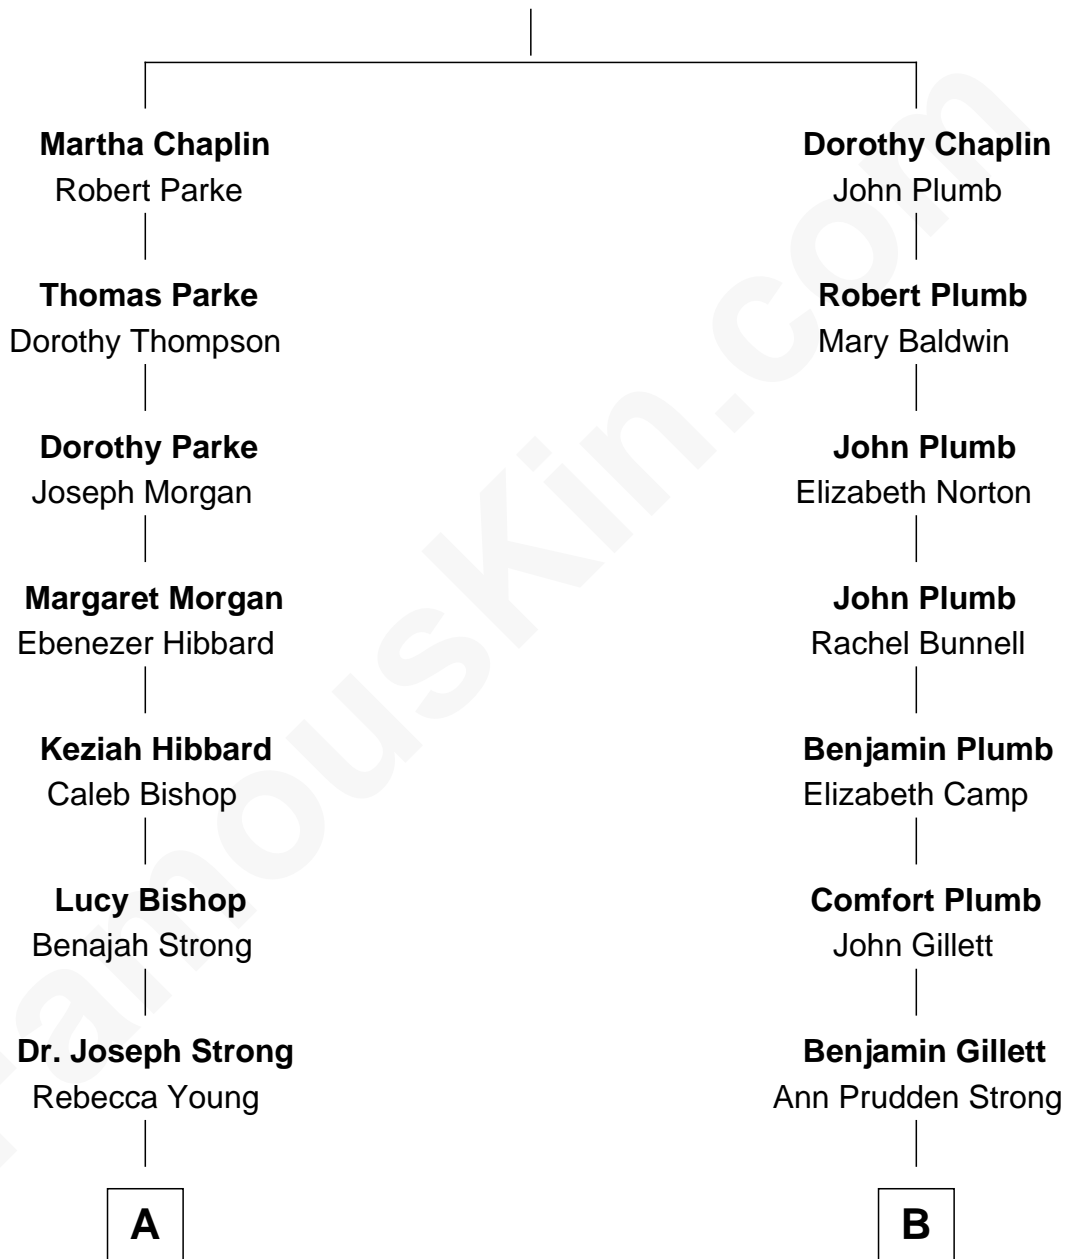 Martha Chaplin
Robert Parke
Thomas Parke
Dorothy Thompson
Dorothy Parke
Joseph Morgan
Margaret Morgan
Ebenezer Hibbard
Keziah Hibbard
Caleb Bishop
Lucy Bishop
Benajah Strong
Dr. Joseph Strong
Rebecca Young
A
Dorothy Chaplin
John Plumb
Robert Plumb
Mary Baldwin
John Plumb
Elizabeth Norton
John Plumb
Rachel Bunnell
Benjamin Plumb
Elizabeth Camp
Comfort Plumb
John Gillett
Benjamin Gillett
Ann Prudden Strong
B
FamousKin.com